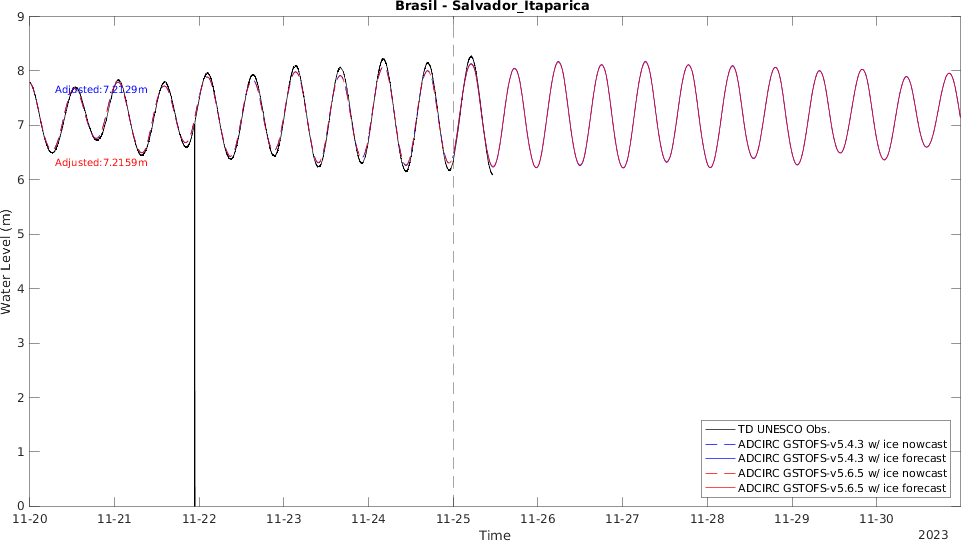 Brasil - Salvador_Itaparica
9
8
7
6
5
4
3
2
1
0
Water Level (m)
Adjusted:7.2129m
Adjusted:7.2159m
TD UNESCO Obs.
ADCIRC GSTOFS-v5.4.3 w/ ice nowcast
ADCIRC GSTOFS-v5.4.3 w/ ice forecast
ADCIRC GSTOFS-v5.6.5 w/ ice nowcast
ADCIRC GSTOFS-v5.6.5 w/ ice forecast
11-20 11-21 11-22 11-23 11-24 11-25 11-26 11-27 11-28 11-29 11-30
Time
2023